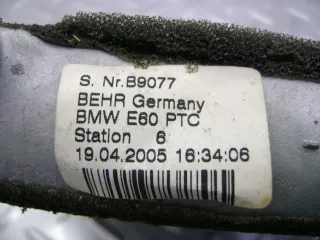 S. Nr.B9077
BEHR Germany
BMW E60 PTC
Station 6
19.04.2005 16:34:06